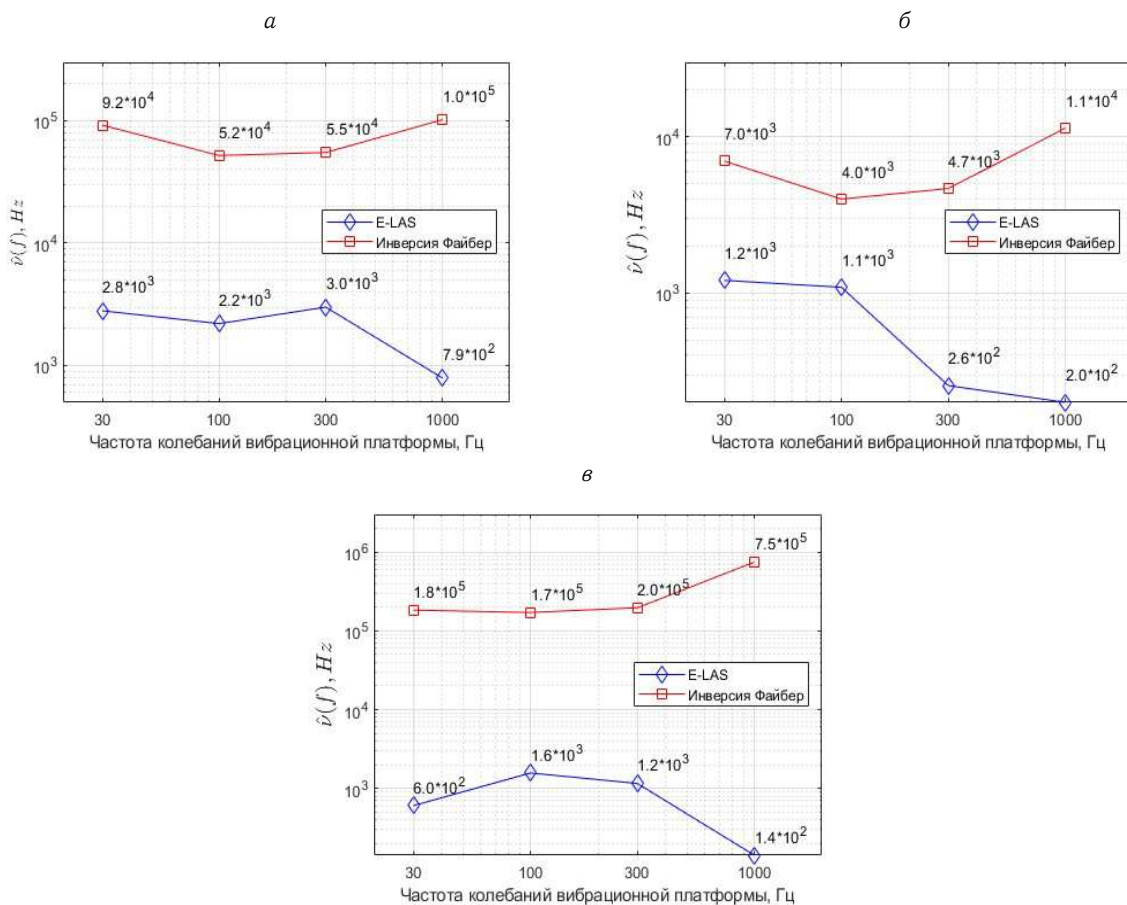 а
9.2*10^4
5.2*10^4
5.5*10^4
1.0*10^5
2.8*10^3
2.2*10^3
3.0*10^3
7.9*10^2
E-LAS
Инверсия Файбер
10^5
10^4
10^3
ν̂(f), Hz
30 100 300 1000
Частота колебаний вибрационной платформы, Гц
б
7.0*10^3
4.0*10^3
4.7*10^3
1.1*10^4
1.2*10^3
1.1*10^3
2.6*10^2
2.0*10^2
E-LAS
Инверсия Файбер
10^4
10^3
ν̂(f), Hz
30 100 300 1000
Частота колебаний вибрационной платформы, Гц
в
1.8*10^5
1.7*10^5
2.0*10^5
7.5*10^5
6.0*10^2
1.6*10^3
1.2*10^3
1.4*10^2
E-LAS
Инверсия Файбер
10^6
10^5
10^4
10^3
ν̂(f), Hz
30 100 300 1000
Частота колебаний вибрационной платформы, Гц